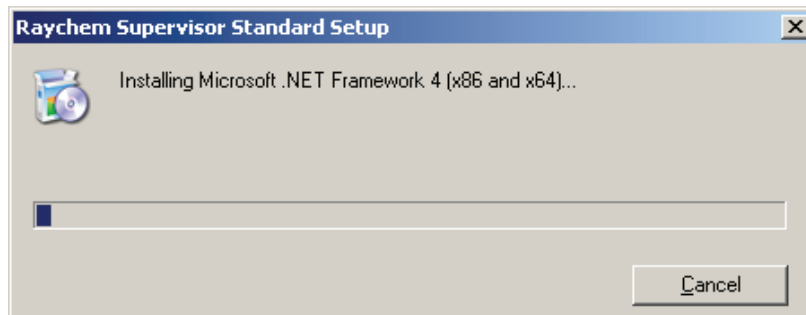 Raychem Supervisor Standard Setup
Installing Microsoft .NET Framework 4 (x86 and x64)...
Cancel